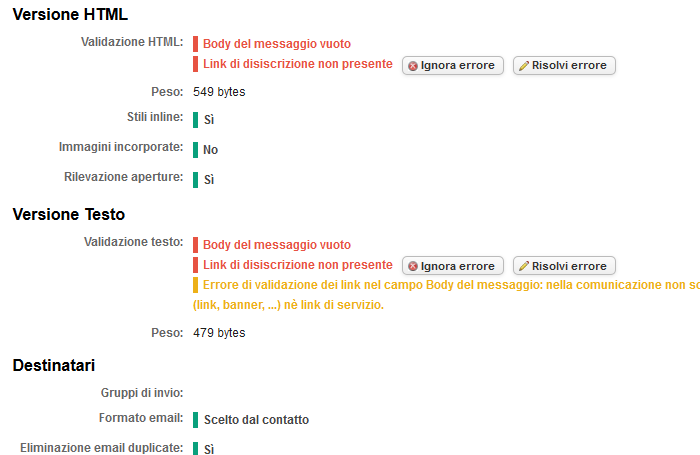 Versione HTML
Validazione HTML: Body del messaggio vuoto
Link di disiscrizione non presente Ignora errore Risolvi errore
Peso: 549 bytes
Stili inline: Sì
Immagini incorporate: No
Rilevazione aperture: Sì
Versione Testo
Validazione testo: Body del messaggio vuoto
Link di disiscrizione non presente Ignora errore Risolvi errore
Errore di validazione dei link nel campo Body del messaggio: nella comunicazione non
(link, banner, ...) nè link di servizio.
Peso: 479 bytes
Destinatari
Gruppi di invio:
Formato email: Scelto dal contatto
Eliminazione email duplicate: Sì